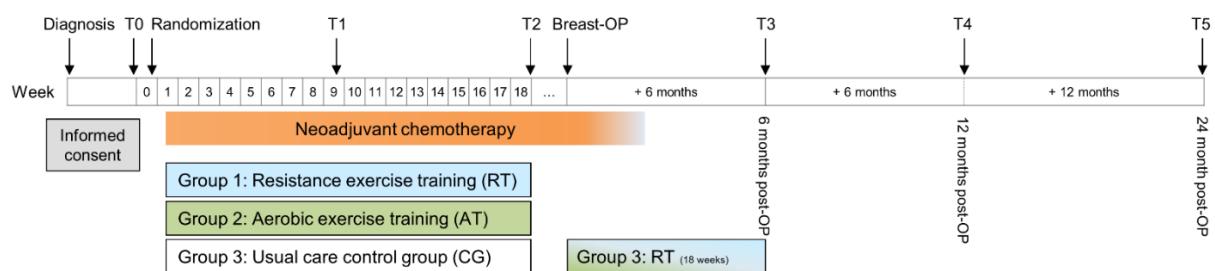 Diagnosis T0 Randomization T1 T2 Breast-OP T3 T4 T5
Week 0 1 2 3 4 5 6 7 8 9 10 11 12 13 14 15 16 17 18 ... + 6 months + 6 months + 12 months
Informed
consent
Neoadjuvant chemotherapy
6 months post-OP
12 months post-OP
24 month post-OP
Group 1: Resistance exercise training (RT)
Group 2: Aerobic exercise training (AT)
Group 3: Usual care control group (CG)
Group 3: RT (18 weeks)